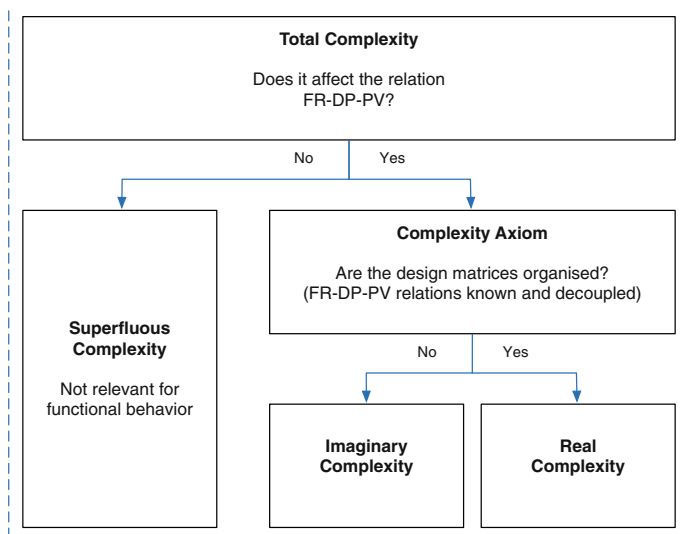 Total Complexity
Does it affect the relation
FR-DP-PV?
No
Yes
Superfluous
Complexity
Not relevant for
functional behavior
Complexity Axiom
Are the design matrices organised?
(FR-DP-PV relations known and decoupled)
No
Yes
Imaginary
Complexity
Real
Complexity